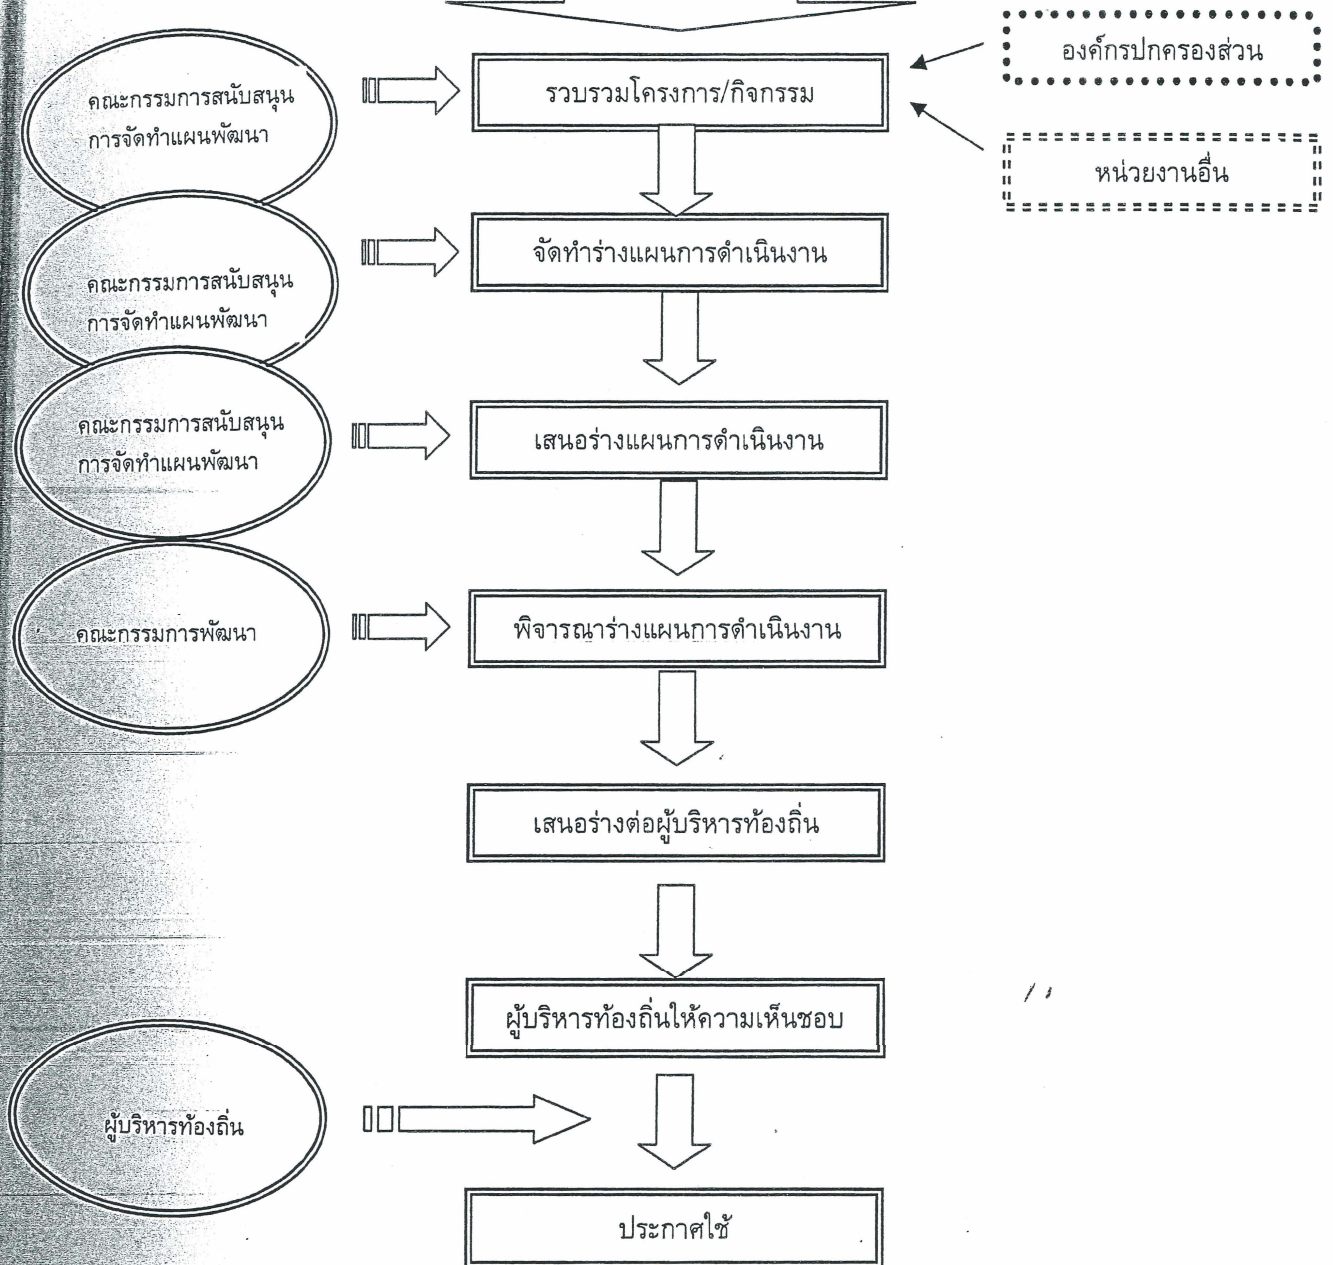 องค์กรปกครองส่วน
คณะกรรมการสนับสนุน
การจัดทำแผนพัฒนา
รวบรวมโครงการ/กิจกรรม
หน่วยงานอื่น
คณะกรรมการสนับสนุน
การจัดทำแผนพัฒนา
จัดทำร่างแผนการดำเนินงาน
คณะกรรมการสนับสนุน
การจัดทำแผนพัฒนา
เสนอร่างแผนการดำเนินงาน
คณะกรรมการพัฒนา
พิจารณาร่างแผนการดำเนินงาน
เสนอร่างต่อผู้บริหารท้องถิ่น
ผู้บริหารท้องถิ่นให้ความเห็นชอบ
ผู้บริหารท้องถิ่น
ประกาศใช้